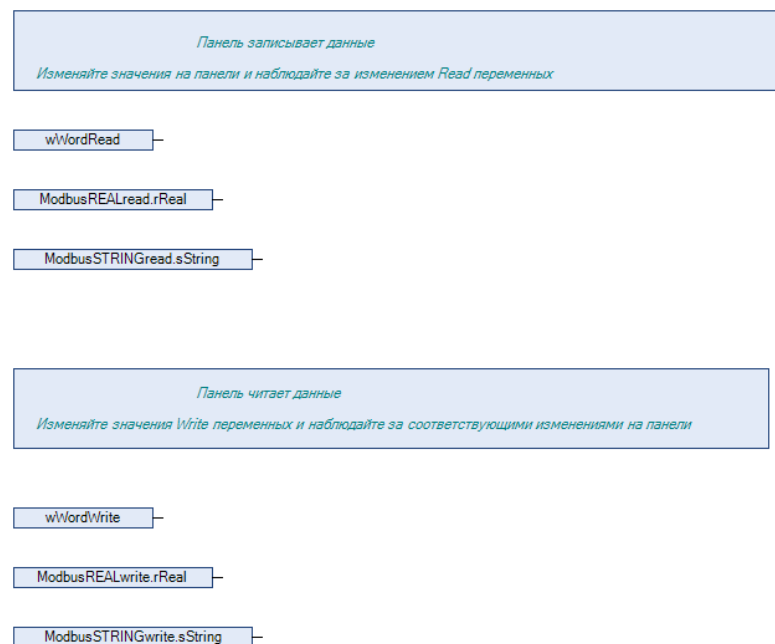 Панель записывает данные
Изменяйте значения на панели и наблюдайте за изменением Read переменных
wWordRead
ModbusREALread.rReal
ModbusSTRINGread.sString
Панель читает данные
Изменяйте значения Write переменных и наблюдайте за соответствующими изменениями на панели
wWordWrite
ModbusREALwrite.rReal
ModbusSTRINGwrite.sString